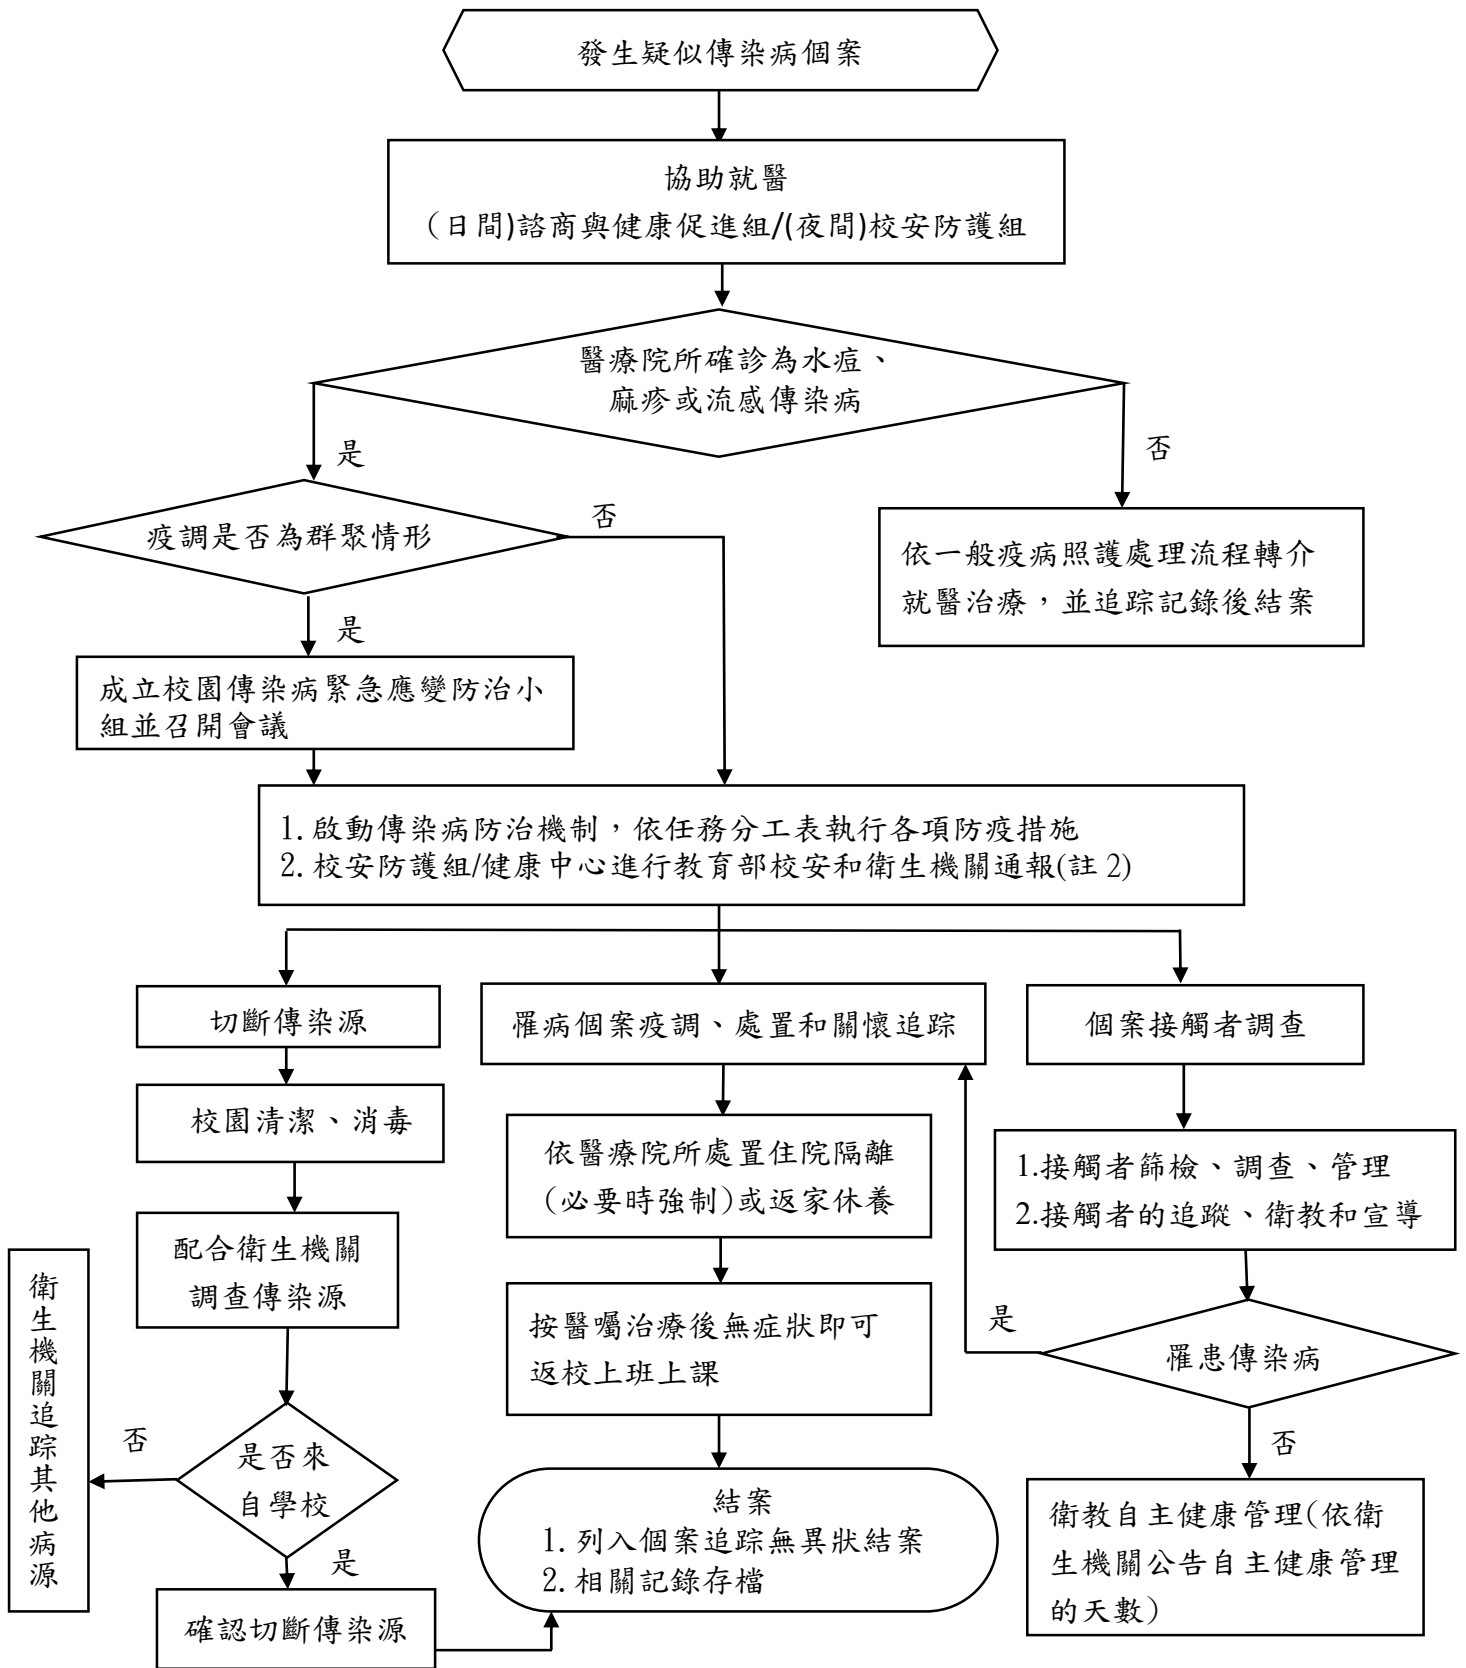 發生疑似傳染病個案
協助就醫
(日間)諮商與健康促進組/(夜間)校安防護組
醫療院所確診為水痘、
麻疹或流感傳染病
是
否
疫調是否為群聚情形
否
依一般疫病照護處理流程轉介
就醫治療，並追踪記錄後結案
是
成立校園傳染病緊急應變防治小
組並召開會議
1. 啟動傳染病防治機制，依任務分工表執行各項防疫措施
2. 校安防護組/健康中心進行教育部校安和衛生機關通報(註 2)
切斷傳染源
罹病個案疫調、處置和關懷追踪
個案接觸者調查
校園清潔、消毒
依醫療院所處置住院隔離
(必要時強制)或返家休養
1.接觸者篩檢、調查、管理
2.接觸者的追蹤、衛教和宣導
配合衛生機關
調查傳染源
衛生機關追踪其他病源
按醫囑治療後無症狀即可
返校上班上課
是
罹患傳染病
否
是否來
自學校
否
結案
1. 列入個案追踪無異狀結案
2. 相關記錄存檔
衛教自主健康管理(依衛
生機關公告自主健康管理
的天數)
是
確認切斷傳染源